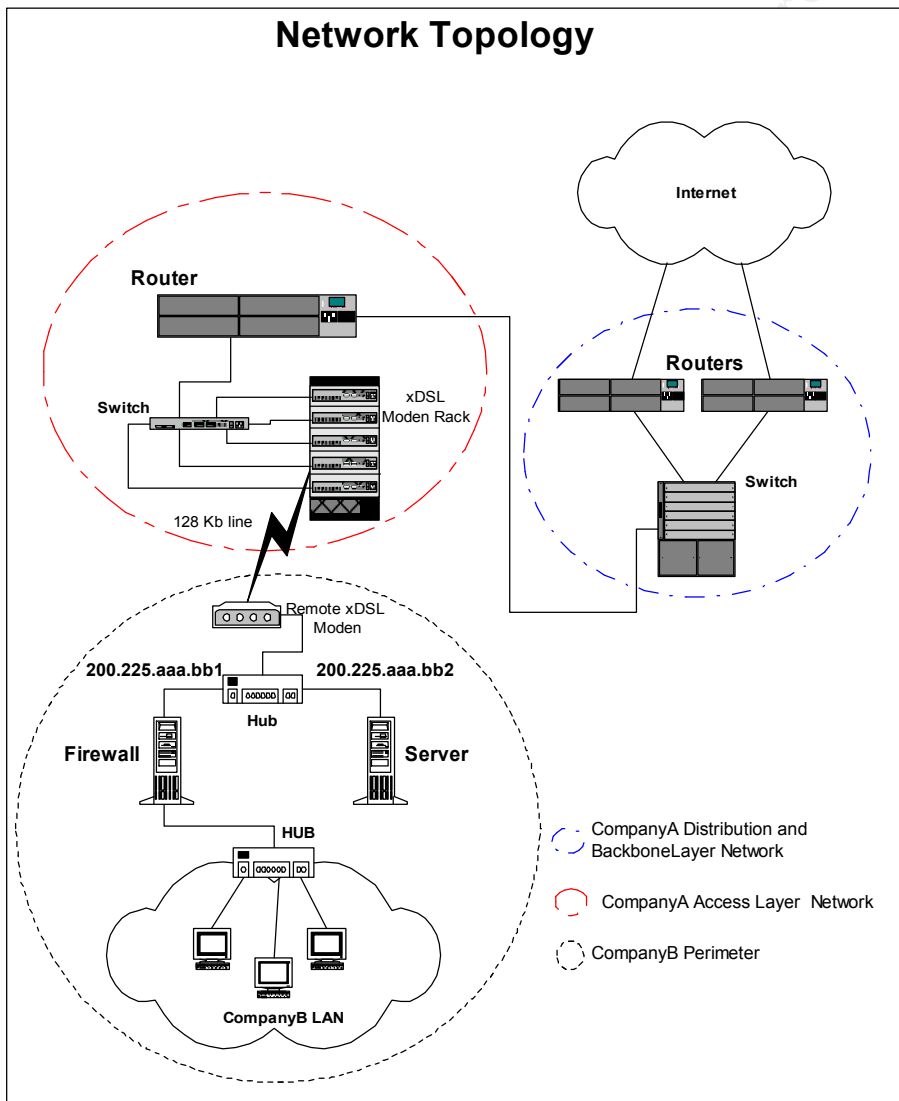 Network Topology
Internet
Router
Routers
Switch
xDSL
Moden Rack
Switch
128 Kb line
Remote xDSL
Moden
200.225.aaa.bb1
200.225.aaa.bb2
Hub
Firewall
Server
HUB
CompanyB LAN
CompanyA Distribution and
BackboneLayer Network
CompanyA Access Layer Network
CompanyB Perimeter